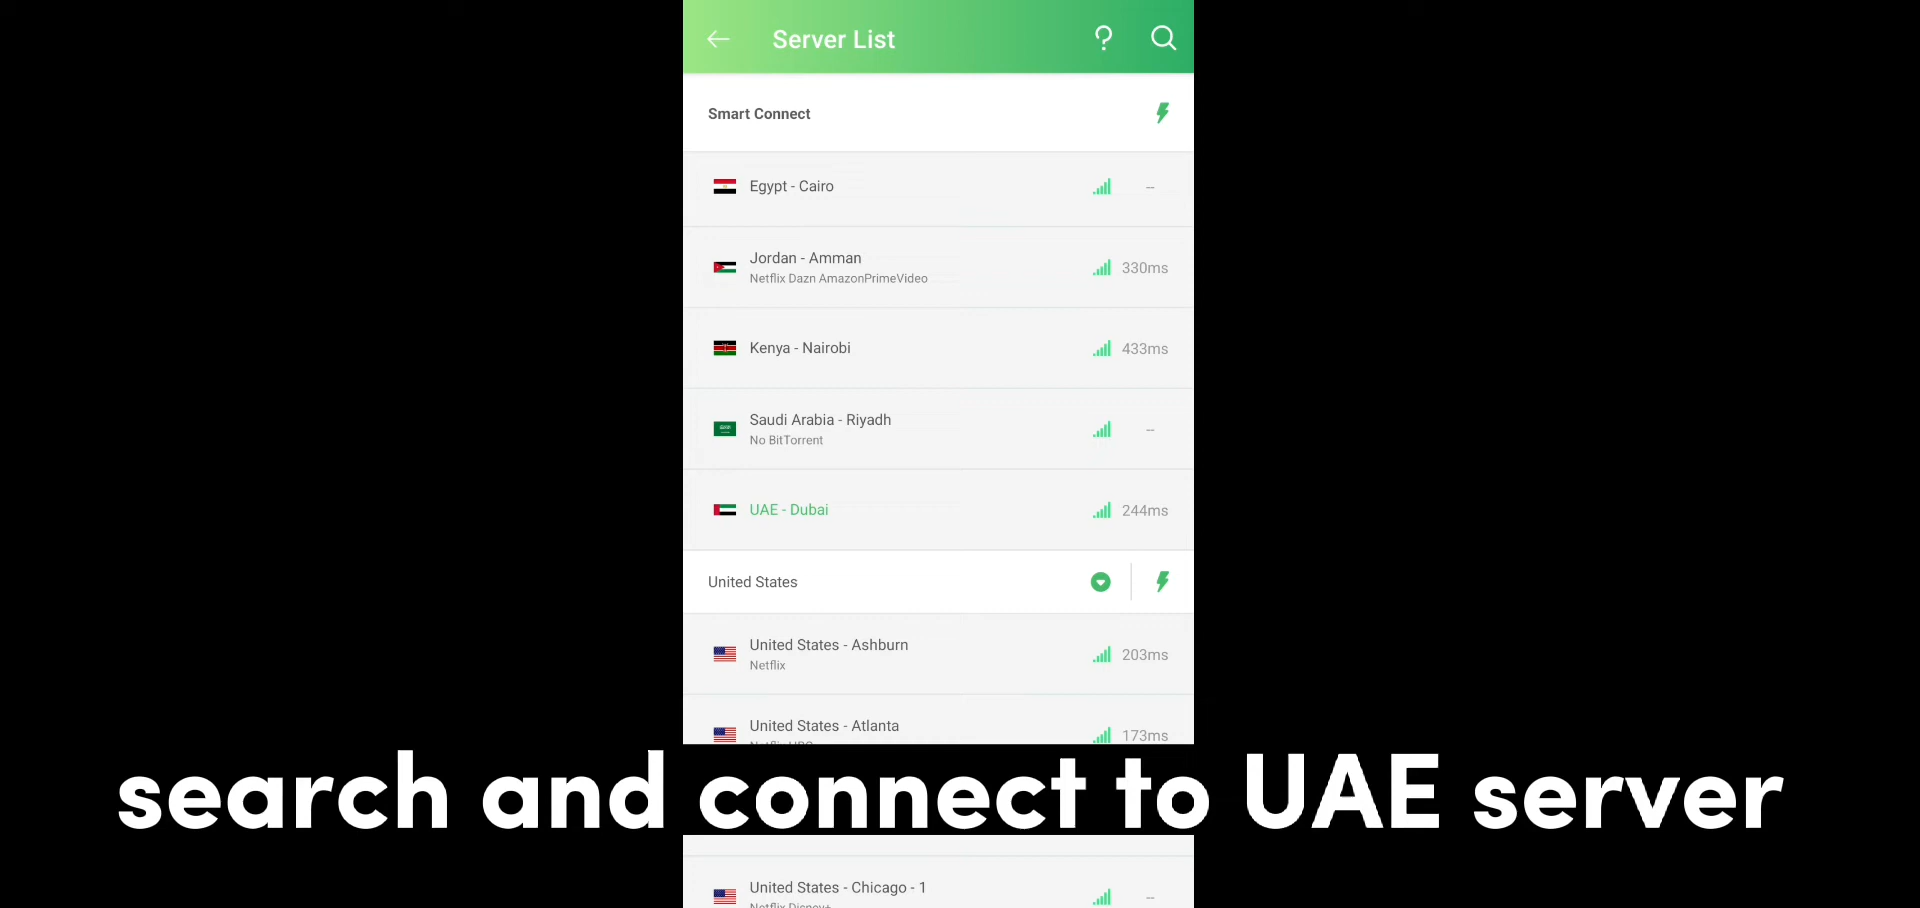 Server List
Smart Connect
Egypt - Cairo --
Jordan - Amman
Netflix Dazn AmazonPrimeVideo
330ms
Kenya - Nairobi 433ms
Saudi Arabia - Riyadh
No BitTorrent
--
UAE - Dubai 244ms
United States
United States - Ashburn
Netflix
203ms
United States - Atlanta
173ms
search and connect to UAE server
United States - Chicago - 1
Netflix Disney+
--